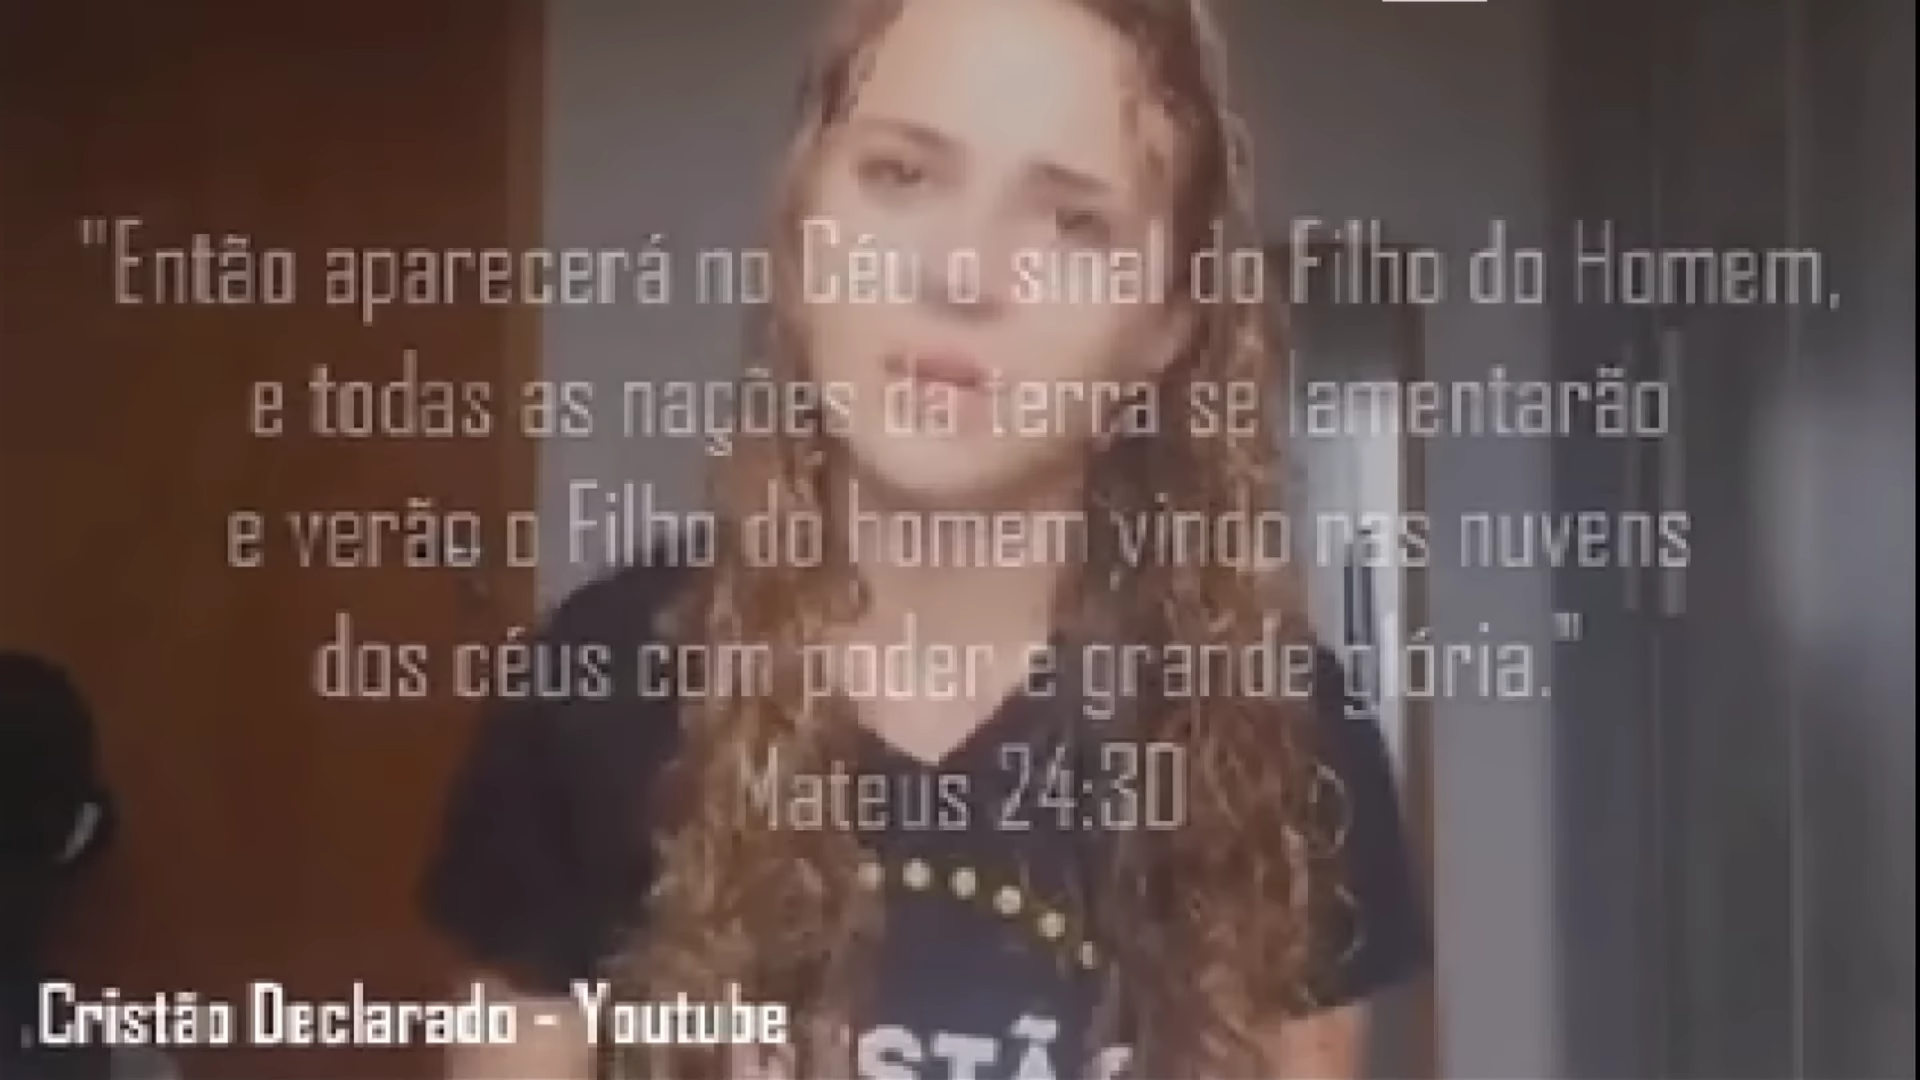 "Então aparecerá no Céu o sinal do Filho do Homem,
e todas as nações da terra se lamentarão
e verão o Filho do homem vindo nas nuvens
dos céus com poder e grande glória."
Mateus 24:30
Cristão Declarado - Youtube